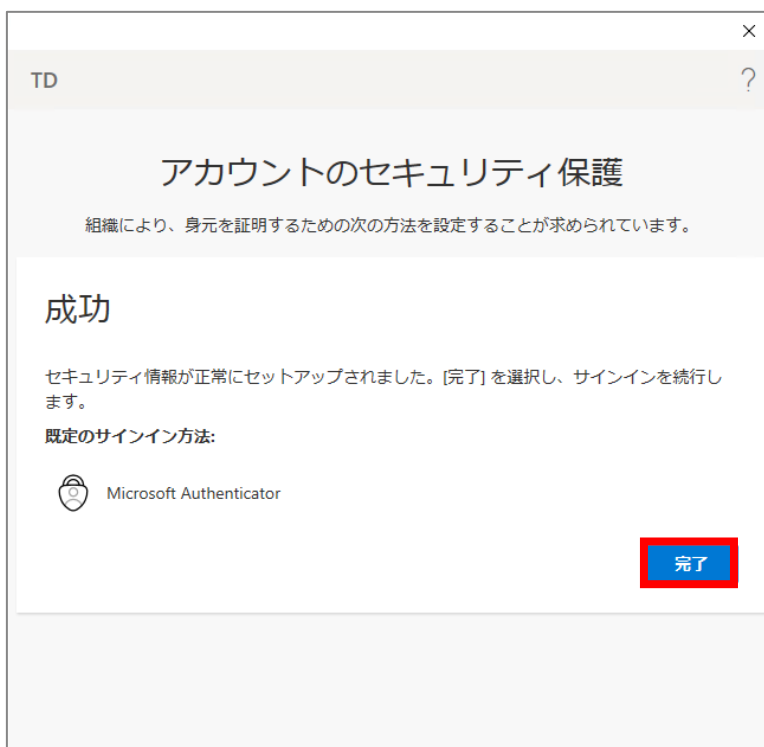 TD
?
アカウントのセキュリティ保護
組織により、身元を証明するための次の方法を設定することが求められています。
成功
セキュリティ情報が正常にセットアップされました。[完了] を選択し、サインインを続行し
ます。
既定のサインイン方法:
Microsoft Authenticator
完了